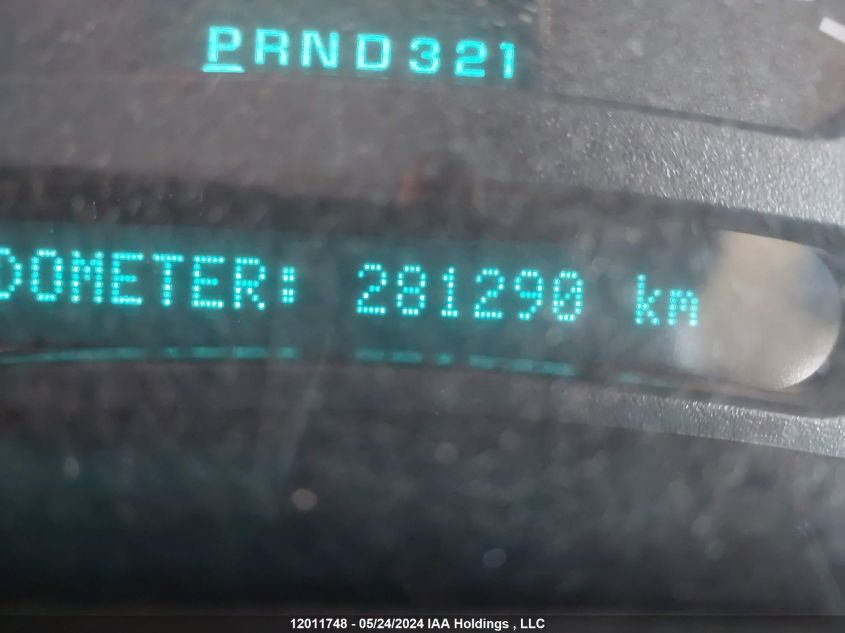 PRND321
DOMETER: 281290 km
12011748 - 05/24/2024 IAA Holdings , LLC